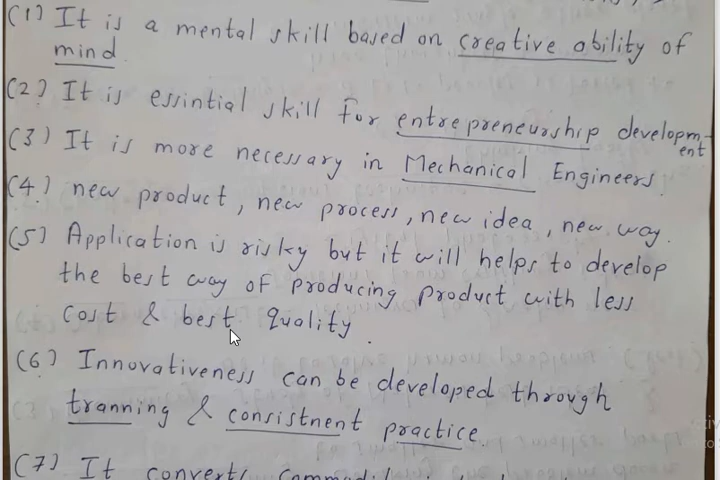 (1) It is a mental skill based on creative ability of
mind
(2) It is essintial skill for entrepreneurship developm-
ent
(3) It is more necessary in Mechanical Engineers.
(4) new product, new process, new idea, new way.
(5) Application is risky but it will helps to develop
the best way of producing product with less
cost & best quality.
(6) Innovativeness can be developed through
tranning & consistnent practice.
(7) It converts